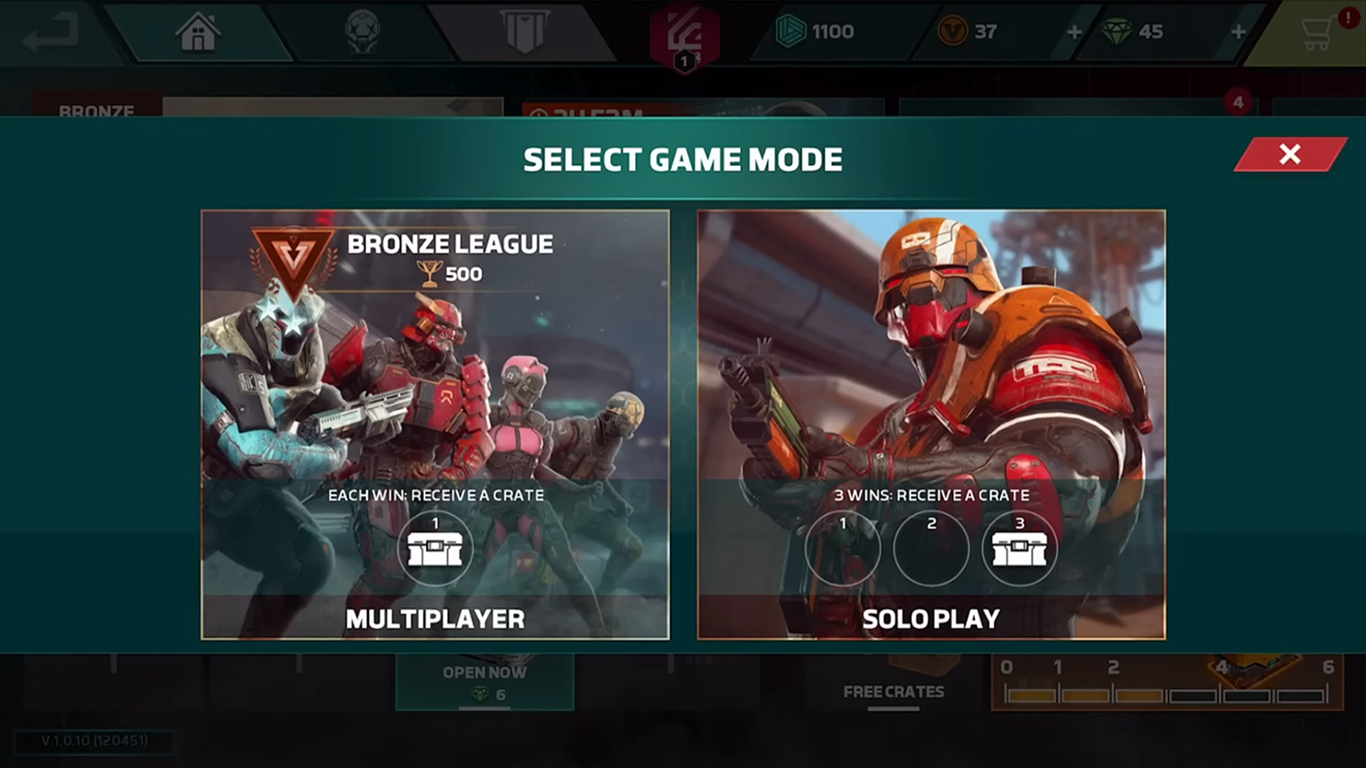 1100
37
+
45
+
!
1
BRONZE
4
SELECT GAME MODE
X
BRONZE LEAGUE
500
EACH WIN: RECEIVE A CRATE
1
MULTIPLAYER
3 WINS: RECEIVE A CRATE
1
2
3
SOLO PLAY
OPEN NOW
6
FREE CRATES
0 1 2 4 6
V.1.0.10 (120451)